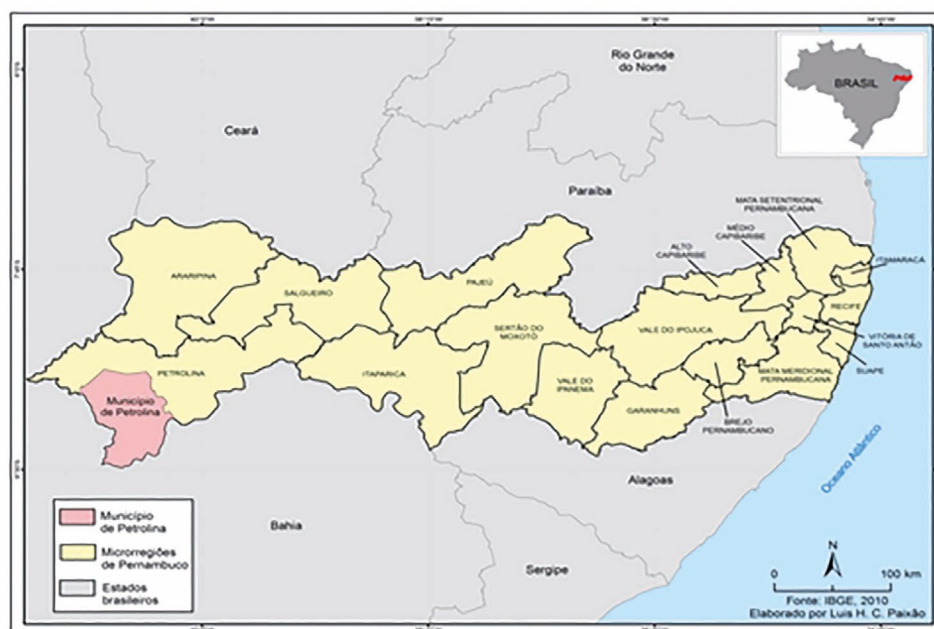 Rio Grande
do Norte
BRASIL
Ceará
Paraíba
MATA SETENTRIONAL
PERNAMBUCANA
MÉDIO
CAPIBARIBE
ALTO
CAPIBARIBE
ITAMARACÁ
ARARIPINA
SALGUEIRO
PAJEÚ
RECIFE
SERTÃO DO
MOXOTÓ
VALE DO IPOJUCA
VITÓRIA DE
SANTO ANTÃO
SUAPE
PETROLINA
ITAPARICA
VALE DO
IPANEMA
MATA MERIDIONAL
PERNAMBUCANA
Município
de Petrolina
GARANHUNS
BREJO
PERNAMBUCANO
Alagoas
Oceano Atlântico
Bahia
Sergipe
Município
de Petrolina
Microrregiões
de Pernambuco
Estados
brasileiros
N
0 100 km
Fonte: IBGE, 2010
Elaborado por Luis H. C. Paixão